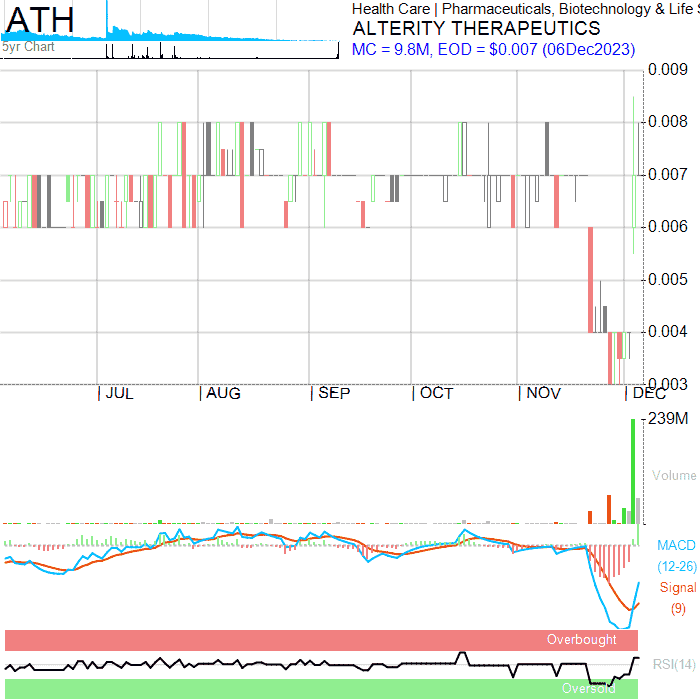 ATH
5yr Chart
Health Care | Pharmaceuticals, Biotechnology & Life
ALTERITY THERAPEUTICS
MC = 9.8M, EOD = $0.007 (06Dec2023)
0.009
0.008
0.007
0.006
0.005
0.004
0.003
JUL AUG SEP OCT NOV DEC
239M
Volume
MACD
(12-26)
Signal
(9)
Overbought
RSI(14)
Oversold